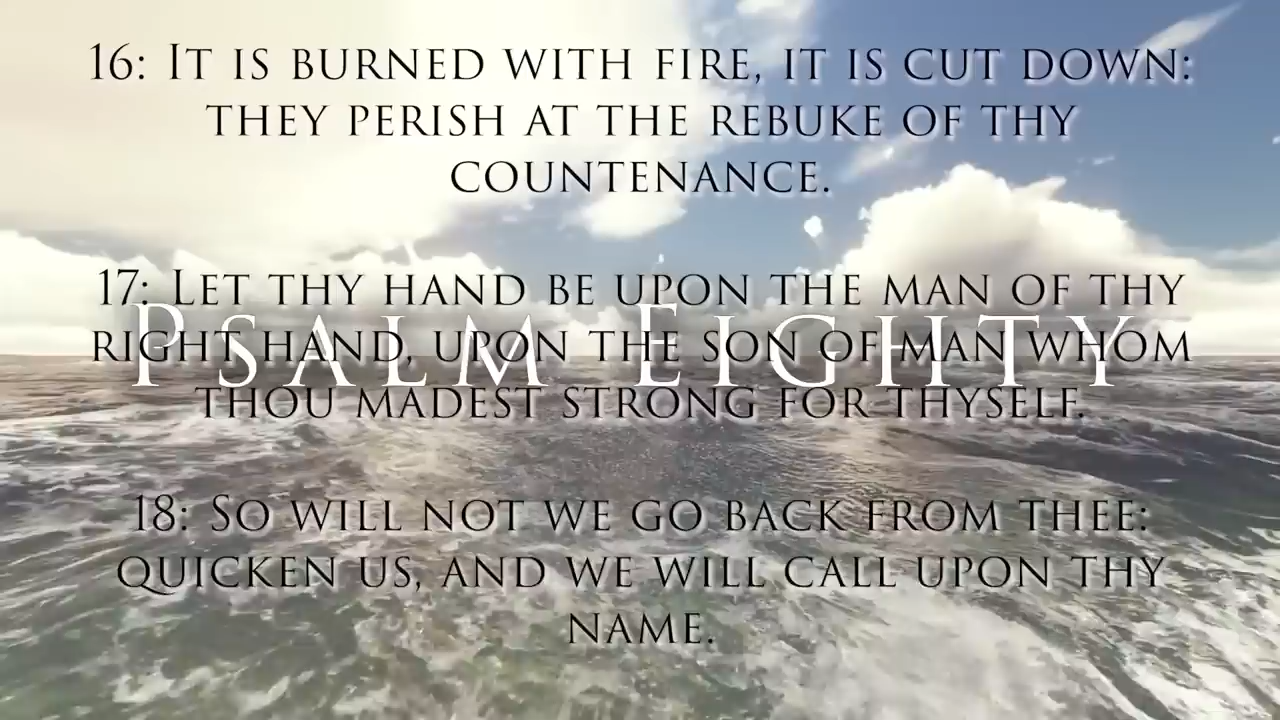 16: It is burned with fire, it is cut down:
they perish at the rebuke of thy
countenance.
17: Let thy hand be upon the man of thy
Psalm Eighty
right hand, upon the son of man whom
thou madest strong for thyself.
18: So will not we go back from thee:
quicken us, and we will call upon thy
name.